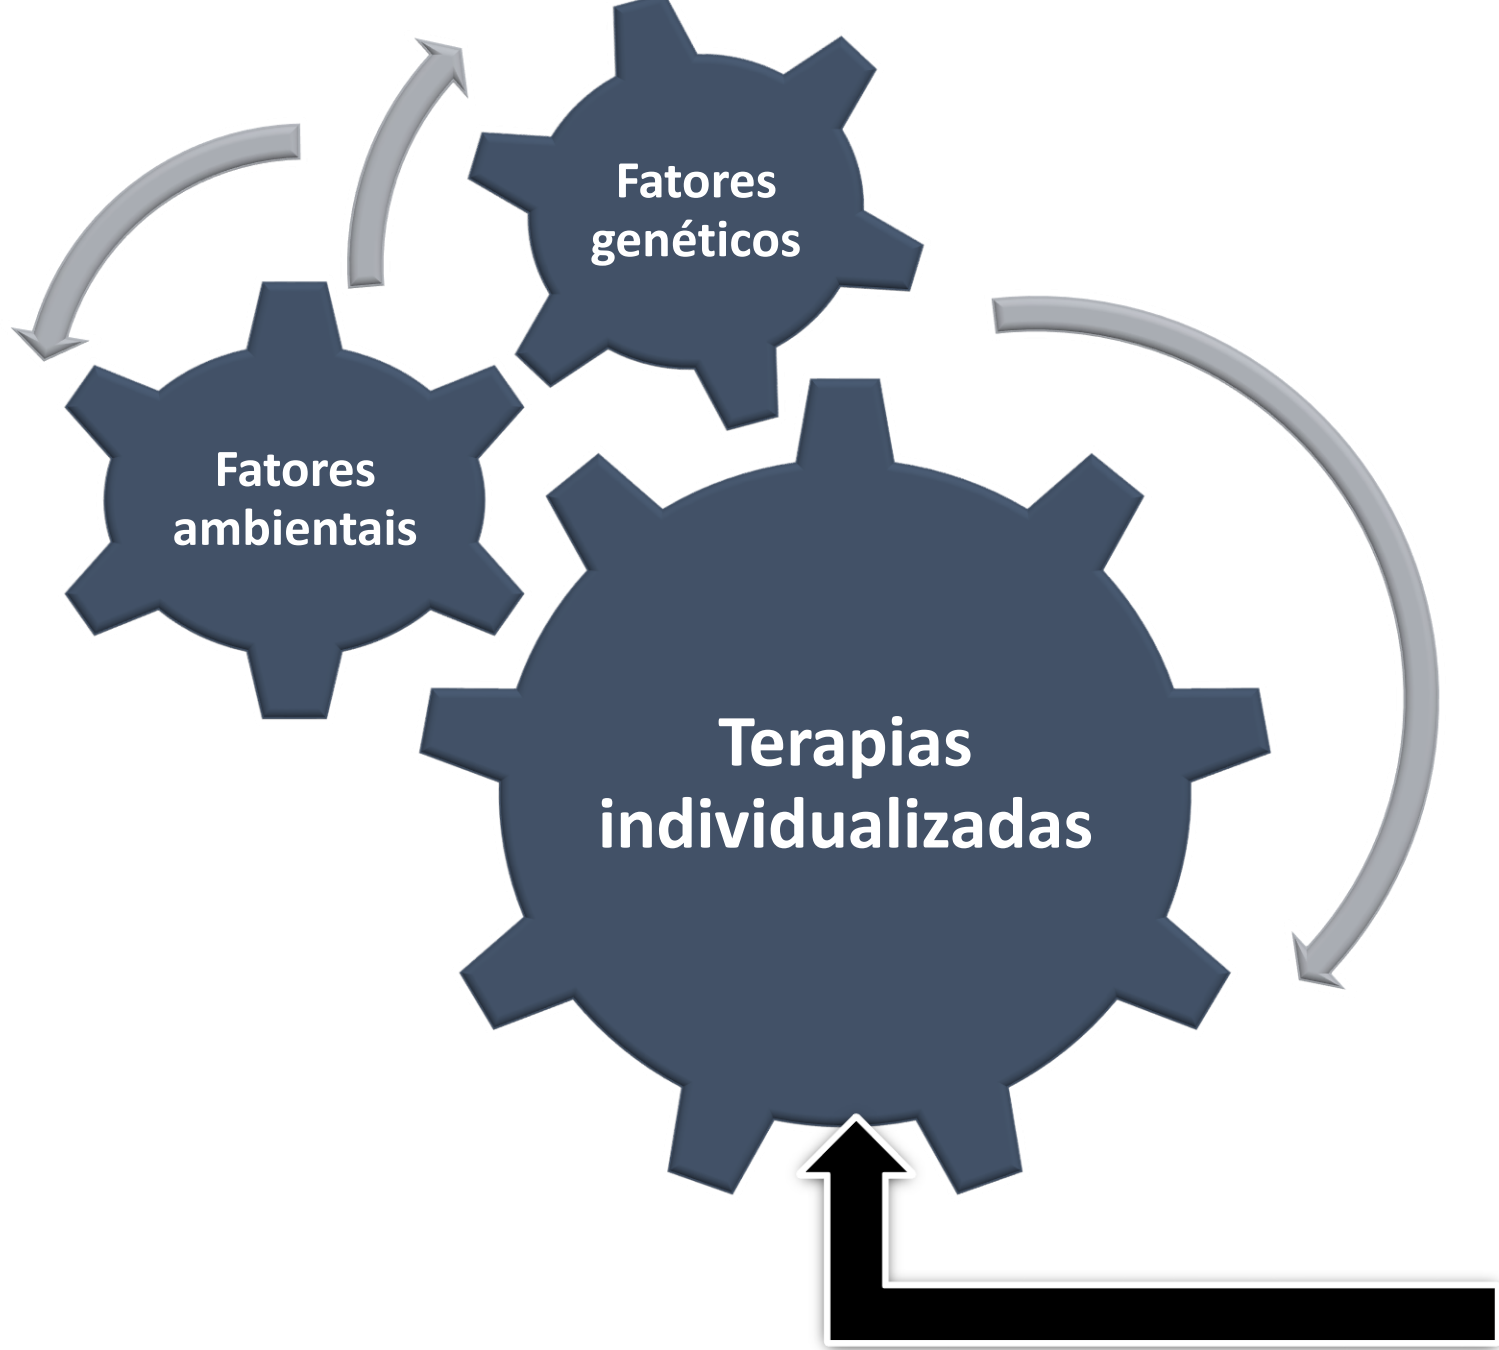 Fatores
genéticos
Fatores
ambientais
Terapias
individualizadas